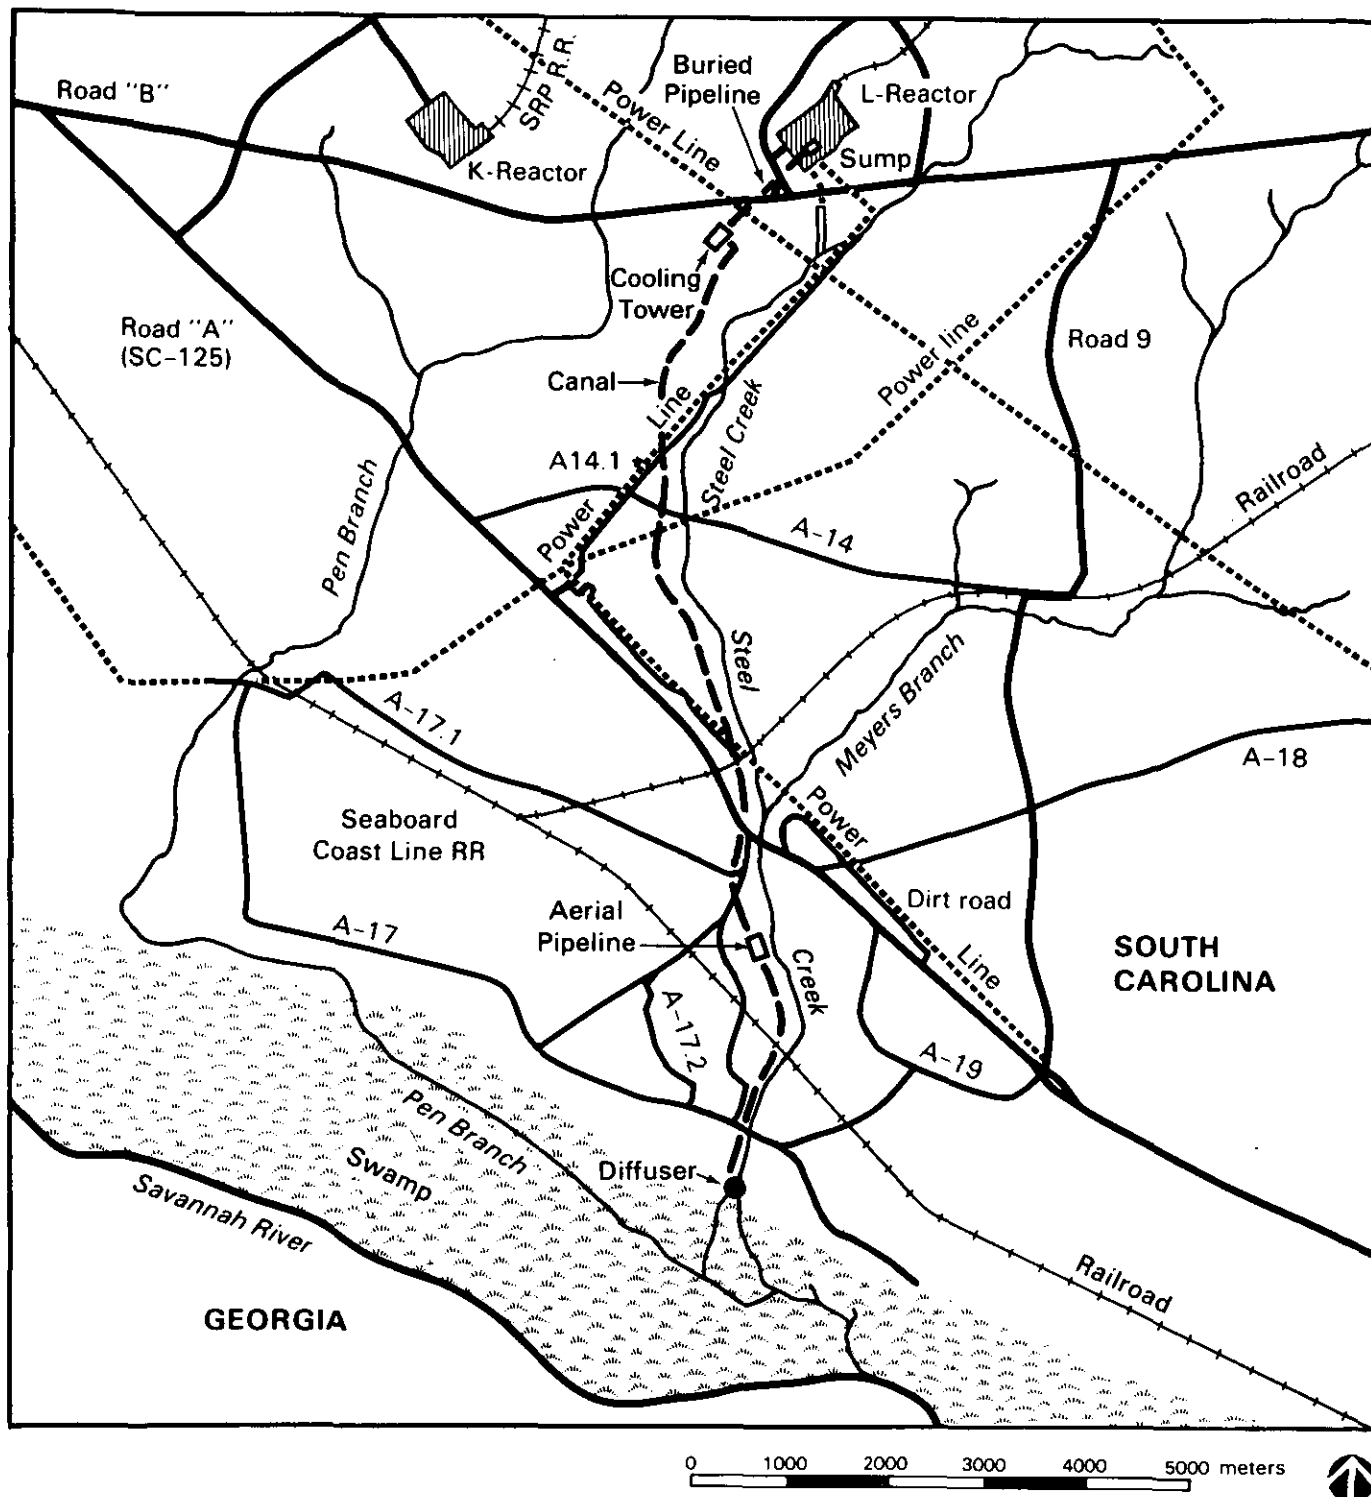 Road "B"
SRP R.R.
Buried
Pipeline
Power Line
L-Reactor
Sump
K-Reactor
Cooling
Tower
Road "A"
(SC-125)
Road 9
Power line
Canal
Line
Steel Creek
A14.1
Power
A-14
Railroad
Pen Branch
Steel
Meyers Branch
A-17.1
A-18
Power
Seaboard
Coast Line RR
Dirt road
Aerial
Pipeline
A-17
Line
SOUTH
CAROLINA
Creek
A-17.2
A-19
Pen Branch
Diffuser
Swamp
Savannah River
Railroad
GEORGIA
0 1000 2000 3000 4000 5000 meters